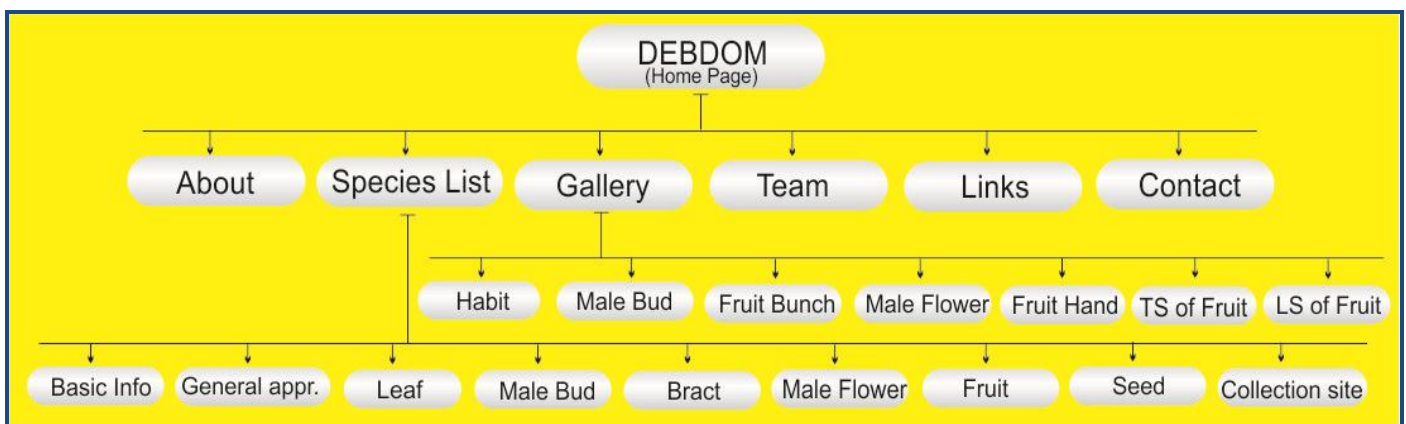 DEBDOM
(Home Page)
About
Species List
Gallery
Team
Links
Contact
Habit
Male Bud
Fruit Bunch
Male Flower
Fruit Hand
TS of Fruit
LS of Fruit
Basic Info
General appr.
Leaf
Male Bud
Bract
Male Flower
Fruit
Seed
Collection site